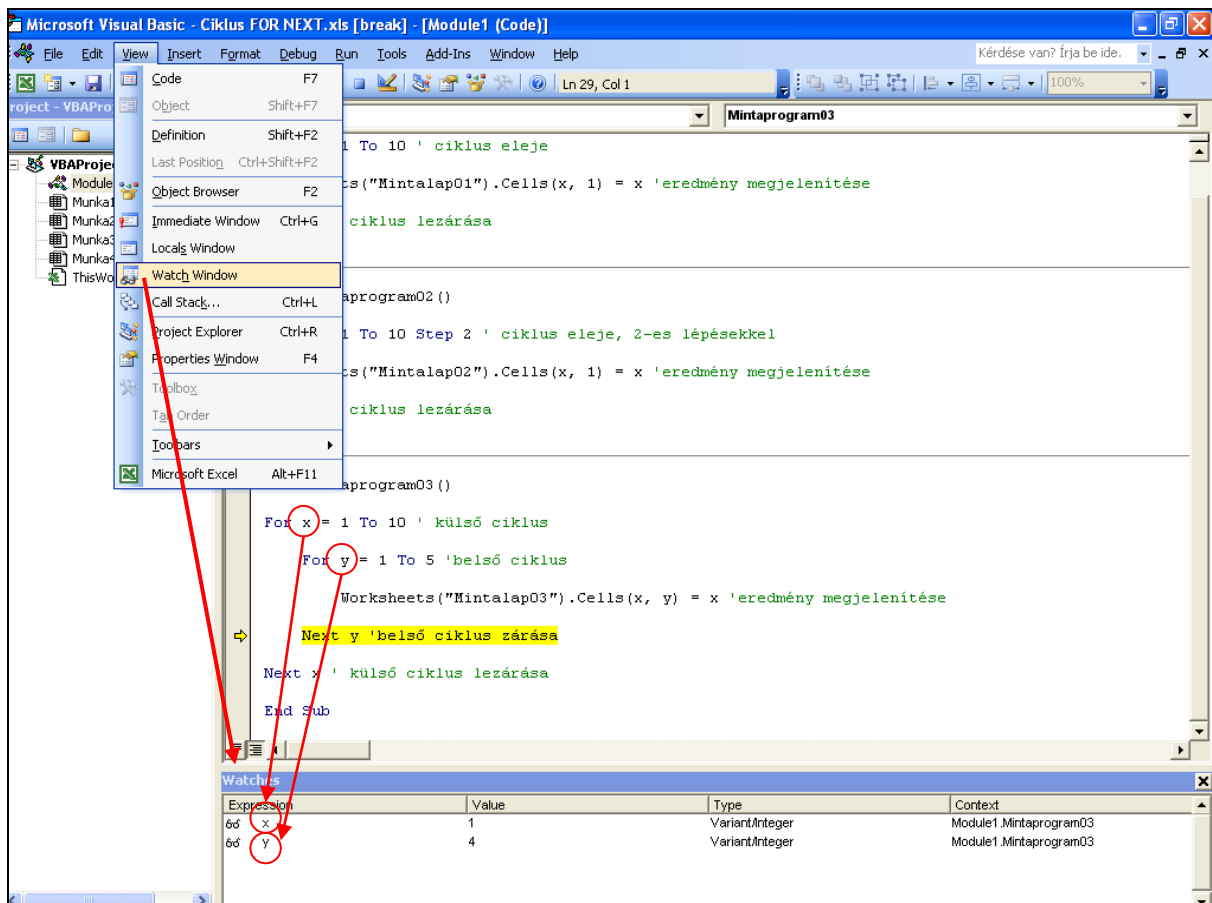 Microsoft Visual Basic - Ciklus FOR NEXT.xls [break] - [Module1 (Code)]
File Edit View Insert Format Debug Run Tools Add-Ins Window Help Kérdése van? Írja be ide.
Ln 29, Col 1 100%
roject - VBAPro
Mintaprogram03
VBAProje
Module
Munka1
Munka2
Munka3
Munka4
ThisWo
Code F7
Object Shift+F7
Definition Shift+F2
Last Position Ctrl+Shift+F2
Object Browser F2
Immediate Window Ctrl+G
Locals Window
Watch Window
Call Stack... Ctrl+L
Project Explorer Ctrl+R
Properties Window F4
Toolbox
Tab Order
Toolbars
Microsoft Excel Alt+F11
1 To 10 ' ciklus eleje
ts("Mintalap01").Cells(x, 1) = x 'eredmény megjelenítése
ciklus lezárása
aprogram02()
1 To 10 Step 2 ' ciklus eleje, 2-es lépésekkel
ts("Mintalap02").Cells(x, 1) = x 'eredmény megjelenítése
ciklus lezárása
aprogram03()
For x = 1 To 10 ' külső ciklus
For y = 1 To 5 'belső ciklus
Worksheets("Mintalap03").Cells(x, y) = x 'eredmény megjelenítése
Next y 'belső ciklus zárása
Next x ' külső ciklus lezárása
End Sub
Watches
Expression Value Type Context
x 1 Variant/Integer Module1.Mintaprogram03
y 4 Variant/Integer Module1.Mintaprogram03